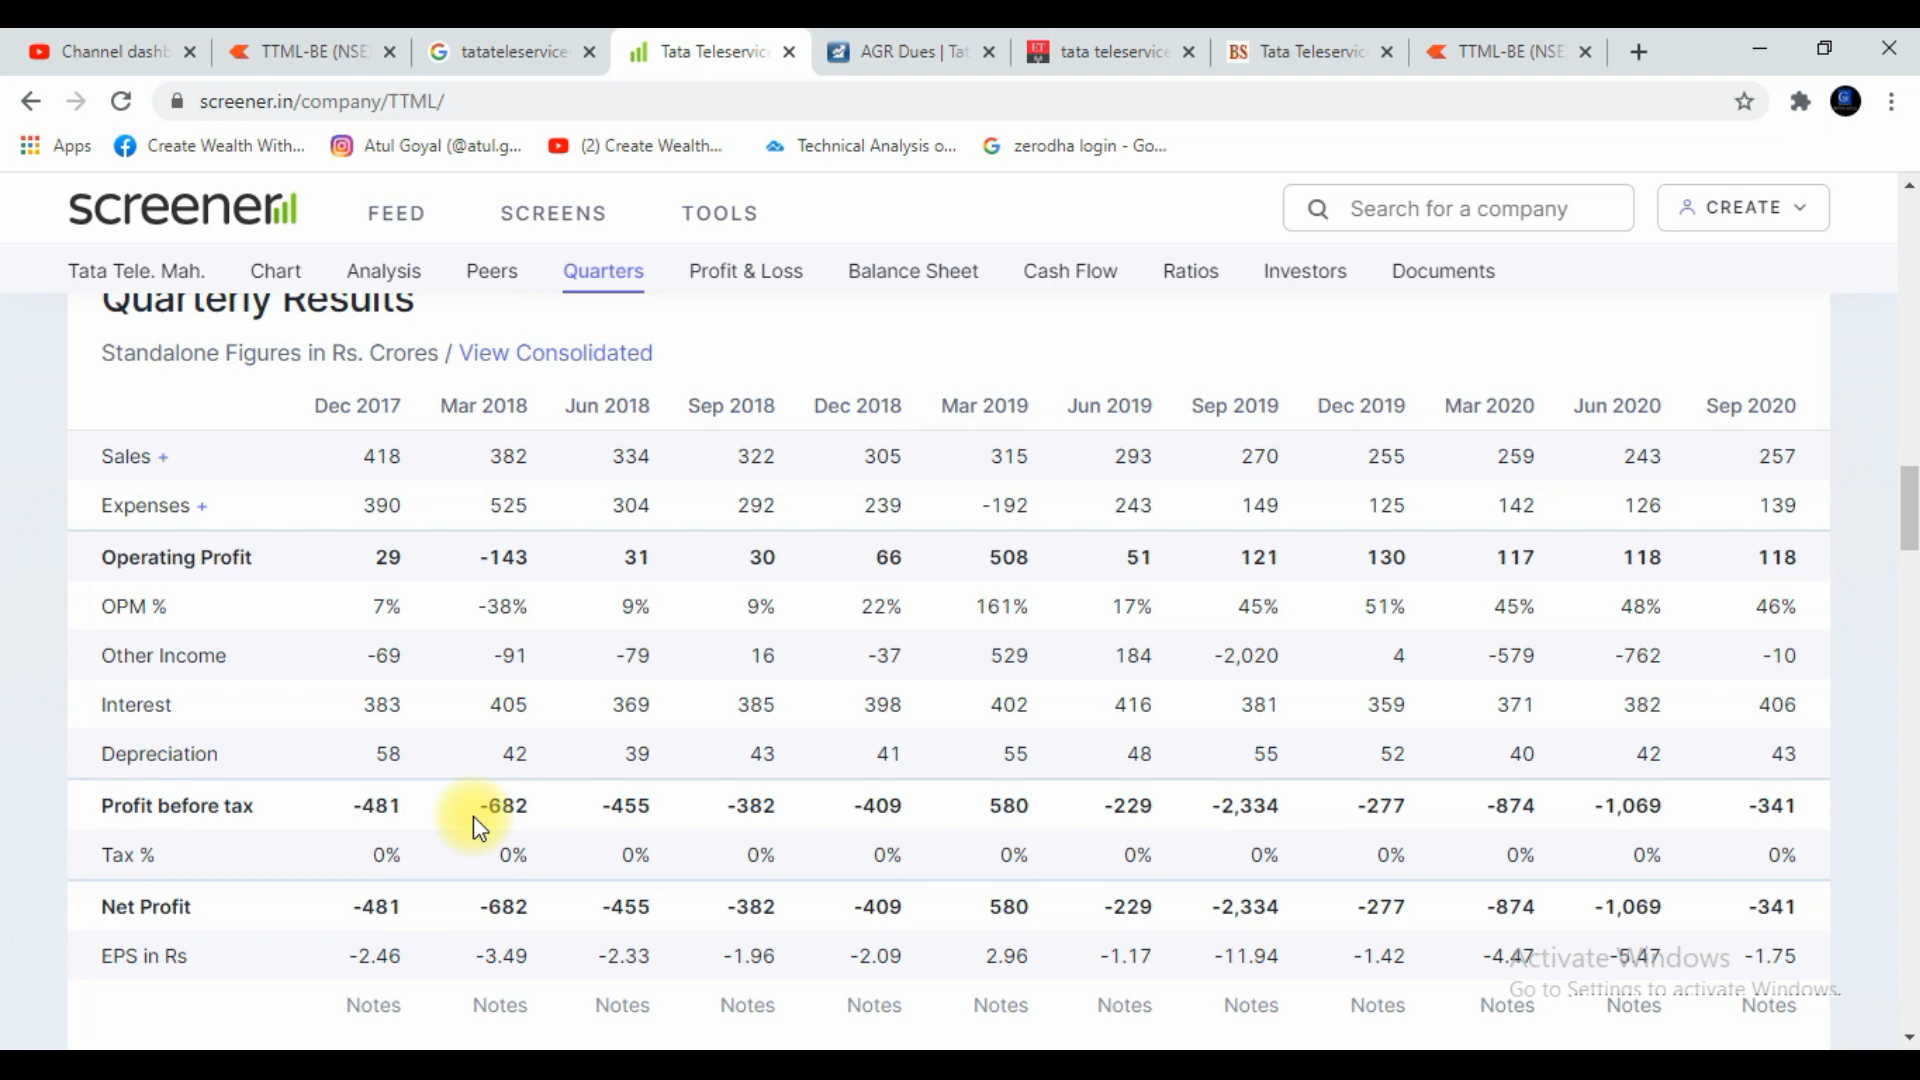 Channel dashb
TTML-BE (NSE
tatateleservice
Tata Teleservic
AGR Dues | Tat
ET
tata teleservice
BS
Tata Teleservic
TTML-BE (NSE
screener.in/company/TTML/
Apps
Create Wealth With...
Atul Goyal (@atul.g...
(2) Create Wealth...
Technical Analysis o...
zerodha login - Go...
screener
FEED
SCREENS
TOOLS
Search for a company
CREATE
Tata Tele. Mah. Chart Analysis Peers Quarters Profit & Loss Balance Sheet Cash Flow Ratios Investors Documents
Quarterly Results
Standalone Figures in Rs. Crores / View Consolidated
Dec 2017 Mar 2018 Jun 2018 Sep 2018 Dec 2018 Mar 2019 Jun 2019 Sep 2019 Dec 2019 Mar 2020 Jun 2020 Sep 2020
Sales + 418 382 334 322 305 315 293 270 255 259 243 257
Expenses + 390 525 304 292 239 -192 243 149 125 142 126 139
Operating Profit 29 -143 31 30 66 508 51 121 130 117 118 118
OPM % 7% -38% 9% 9% 22% 161% 17% 45% 51% 45% 48% 46%
Other Income -69 -91 -79 16 -37 529 184 -2,020 4 -579 -762 -10
Interest 383 405 369 385 398 402 416 381 359 371 382 406
Depreciation 58 42 39 43 41 55 48 55 52 40 42 43
Profit before tax -481 -682 -455 -382 -409 580 -229 -2,334 -277 -874 -1,069 -341
Tax % 0% 0% 0% 0% 0% 0% 0% 0% 0% 0% 0% 0%
Net Profit -481 -682 -455 -382 -409 580 -229 -2,334 -277 -874 -1,069 -341
EPS in Rs -2.46 -3.49 -2.33 -1.96 -2.09 2.96 -1.17 -11.94 -1.42 -4.47 -5.47 -1.75
Activate Windows
Go to Settings to activate Windows.
Notes Notes Notes Notes Notes Notes Notes Notes Notes Notes Notes Notes